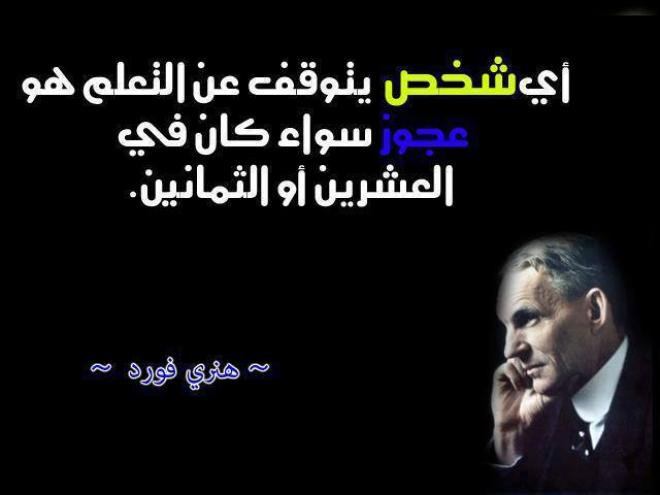 أي شخص يتوقف عن التعلم هو
عجوز سواء كان في
العشرين أو الثمانين.
~ هنري فورد ~